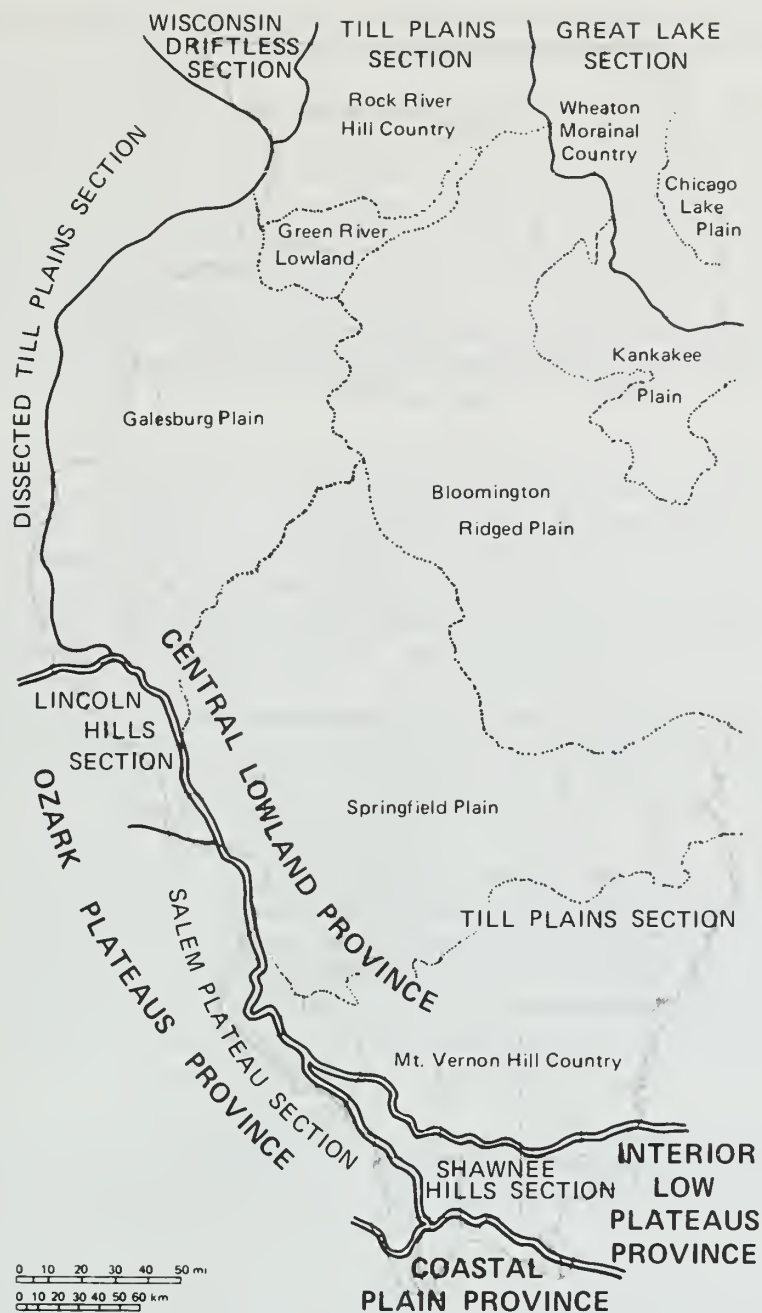 WISCONSIN
DRIFTLESS
SECTION
TILL PLAINS
SECTION
GREAT LAKE
SECTION
Rock River
Hill Country
Wheaton
Morainal
Country
Chicago
Lake
Plain
Green River
Lowland
DISSECTED TILL PLAINS SECTION
Kankakee
Plain
Galesburg Plain
Bloomington
Ridged Plain
LINCOLN
HILLS
SECTION
CENTRAL LOWLAND PROVINCE
OZARK PLATEAUS PROVINCE
Springfield Plain
SALEM PLATEAU SECTION
TILL PLAINS SECTION
Mt. Vernon Hill Country
SHAWNEE
HILLS SECTION
INTERIOR
LOW
PLATEAUS
PROVINCE
COASTAL
PLAIN PROVINCE
0 10 20 30 40 50 mi
0 10 20 30 40 50 60 km